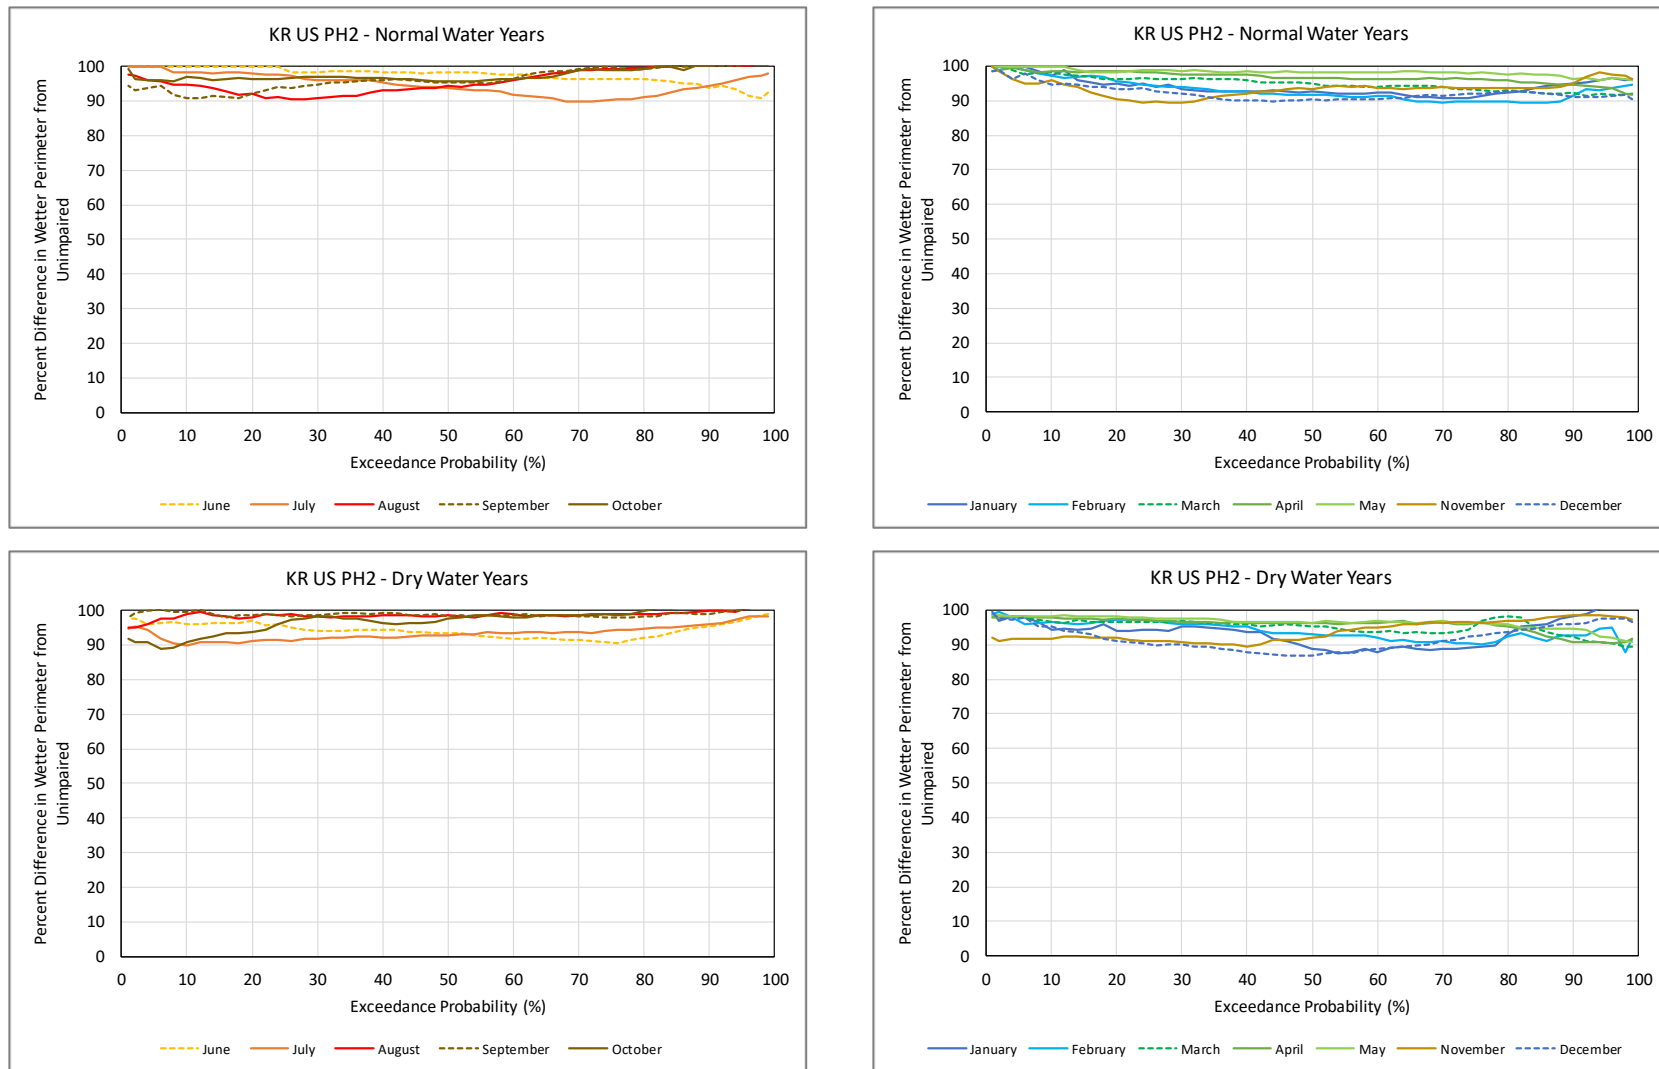 KR US PH2 - Normal Water Years
Percent Difference in Wetter Perimeter from
Unimpaired
100
90
80
70
60
50
40
30
20
10
0
0 10 20 30 40 50 60 70 80 90 100
Exceedance Probability (%)
June July August September October
KR US PH2 - Normal Water Years
Percent Difference in Wetter Perimeter from
Unimpaired
100
90
80
70
60
50
40
30
20
10
0
0 10 20 30 40 50 60 70 80 90 100
Exceedance Probability (%)
January February March April May November December
KR US PH2 - Dry Water Years
Percent Difference in Wetter Perimeter from
Unimpaired
100
90
80
70
60
50
40
30
20
10
0
0 10 20 30 40 50 60 70 80 90 100
Exceedance Probability (%)
June July August September October
KR US PH2 - Dry Water Years
Percent Difference in Wetter Perimeter from
Unimpaired
100
90
80
70
60
50
40
30
20
10
0
0 10 20 30 40 50 60 70 80 90 100
Exceedance Probability (%)
January February March April May November December